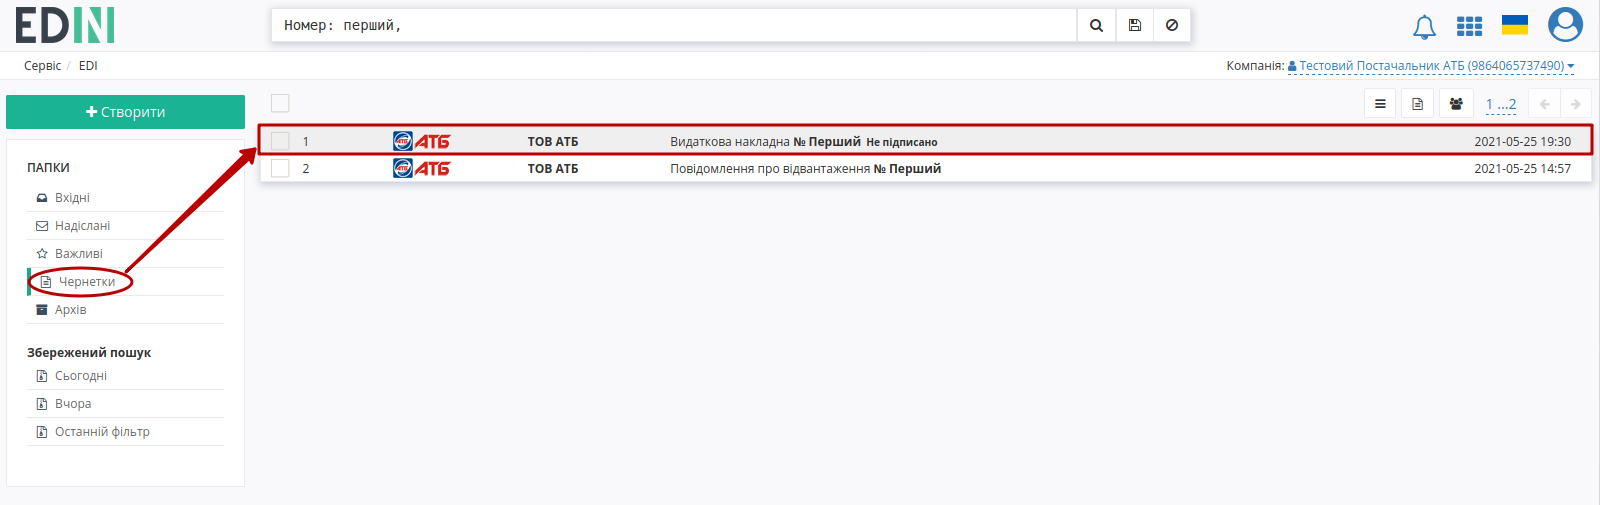 EDIN
Номер: перший,
Сервіс / EDI
Компанія: Тестовий Постачальник АТБ (9864065737490)
Створити
1 ...2
ПАПКИ
Вхідні
Надіслані
Важливі
Чернетки
Архів
Збережений пошук
Сьогодні
Вчора
Останній фільтр
1 АТБ АТБ ТОВ АТБ Видаткова накладна № Перший Не підписано 2021-05-25 19:30
2 АТБ АТБ ТОВ АТБ Повідомлення про відвантаження № Перший 2021-05-25 14:57